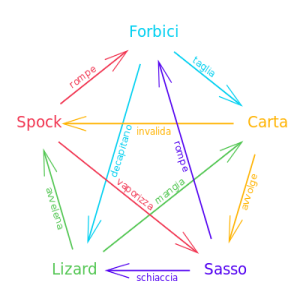 Forbici
rompe
taglia
Spock
Carta
invalida
decapitano
rompe
vaporizza
mangia
avvelena
avvolge
Lizard
Sasso
schiaccia